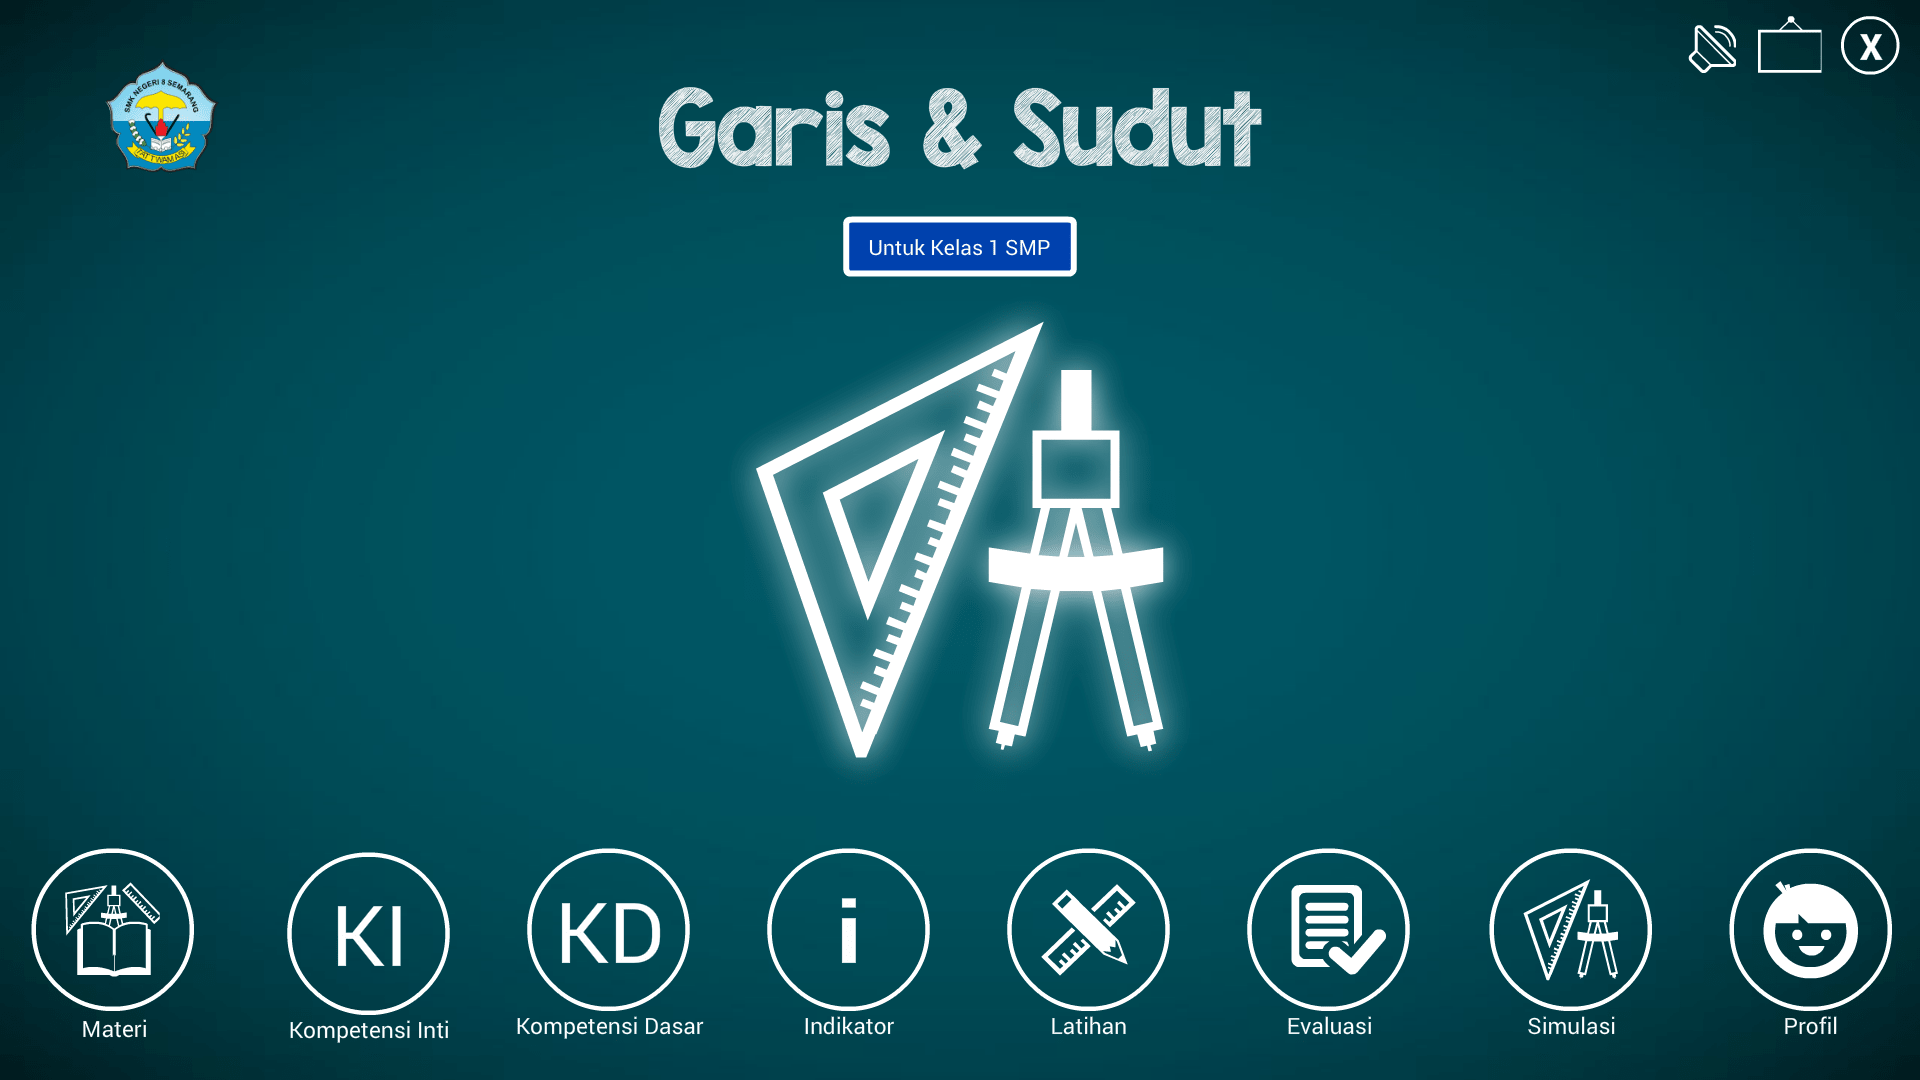 SMK NEGERI 8 SEMARANG
TATTWAMASI
X
Garis & Sudut
Untuk Kelas 1 SMP
KI
KD
i
Materi
Kompetensi Inti
Kompetensi Dasar
Indikator
Latihan
Evaluasi
Simulasi
Profil